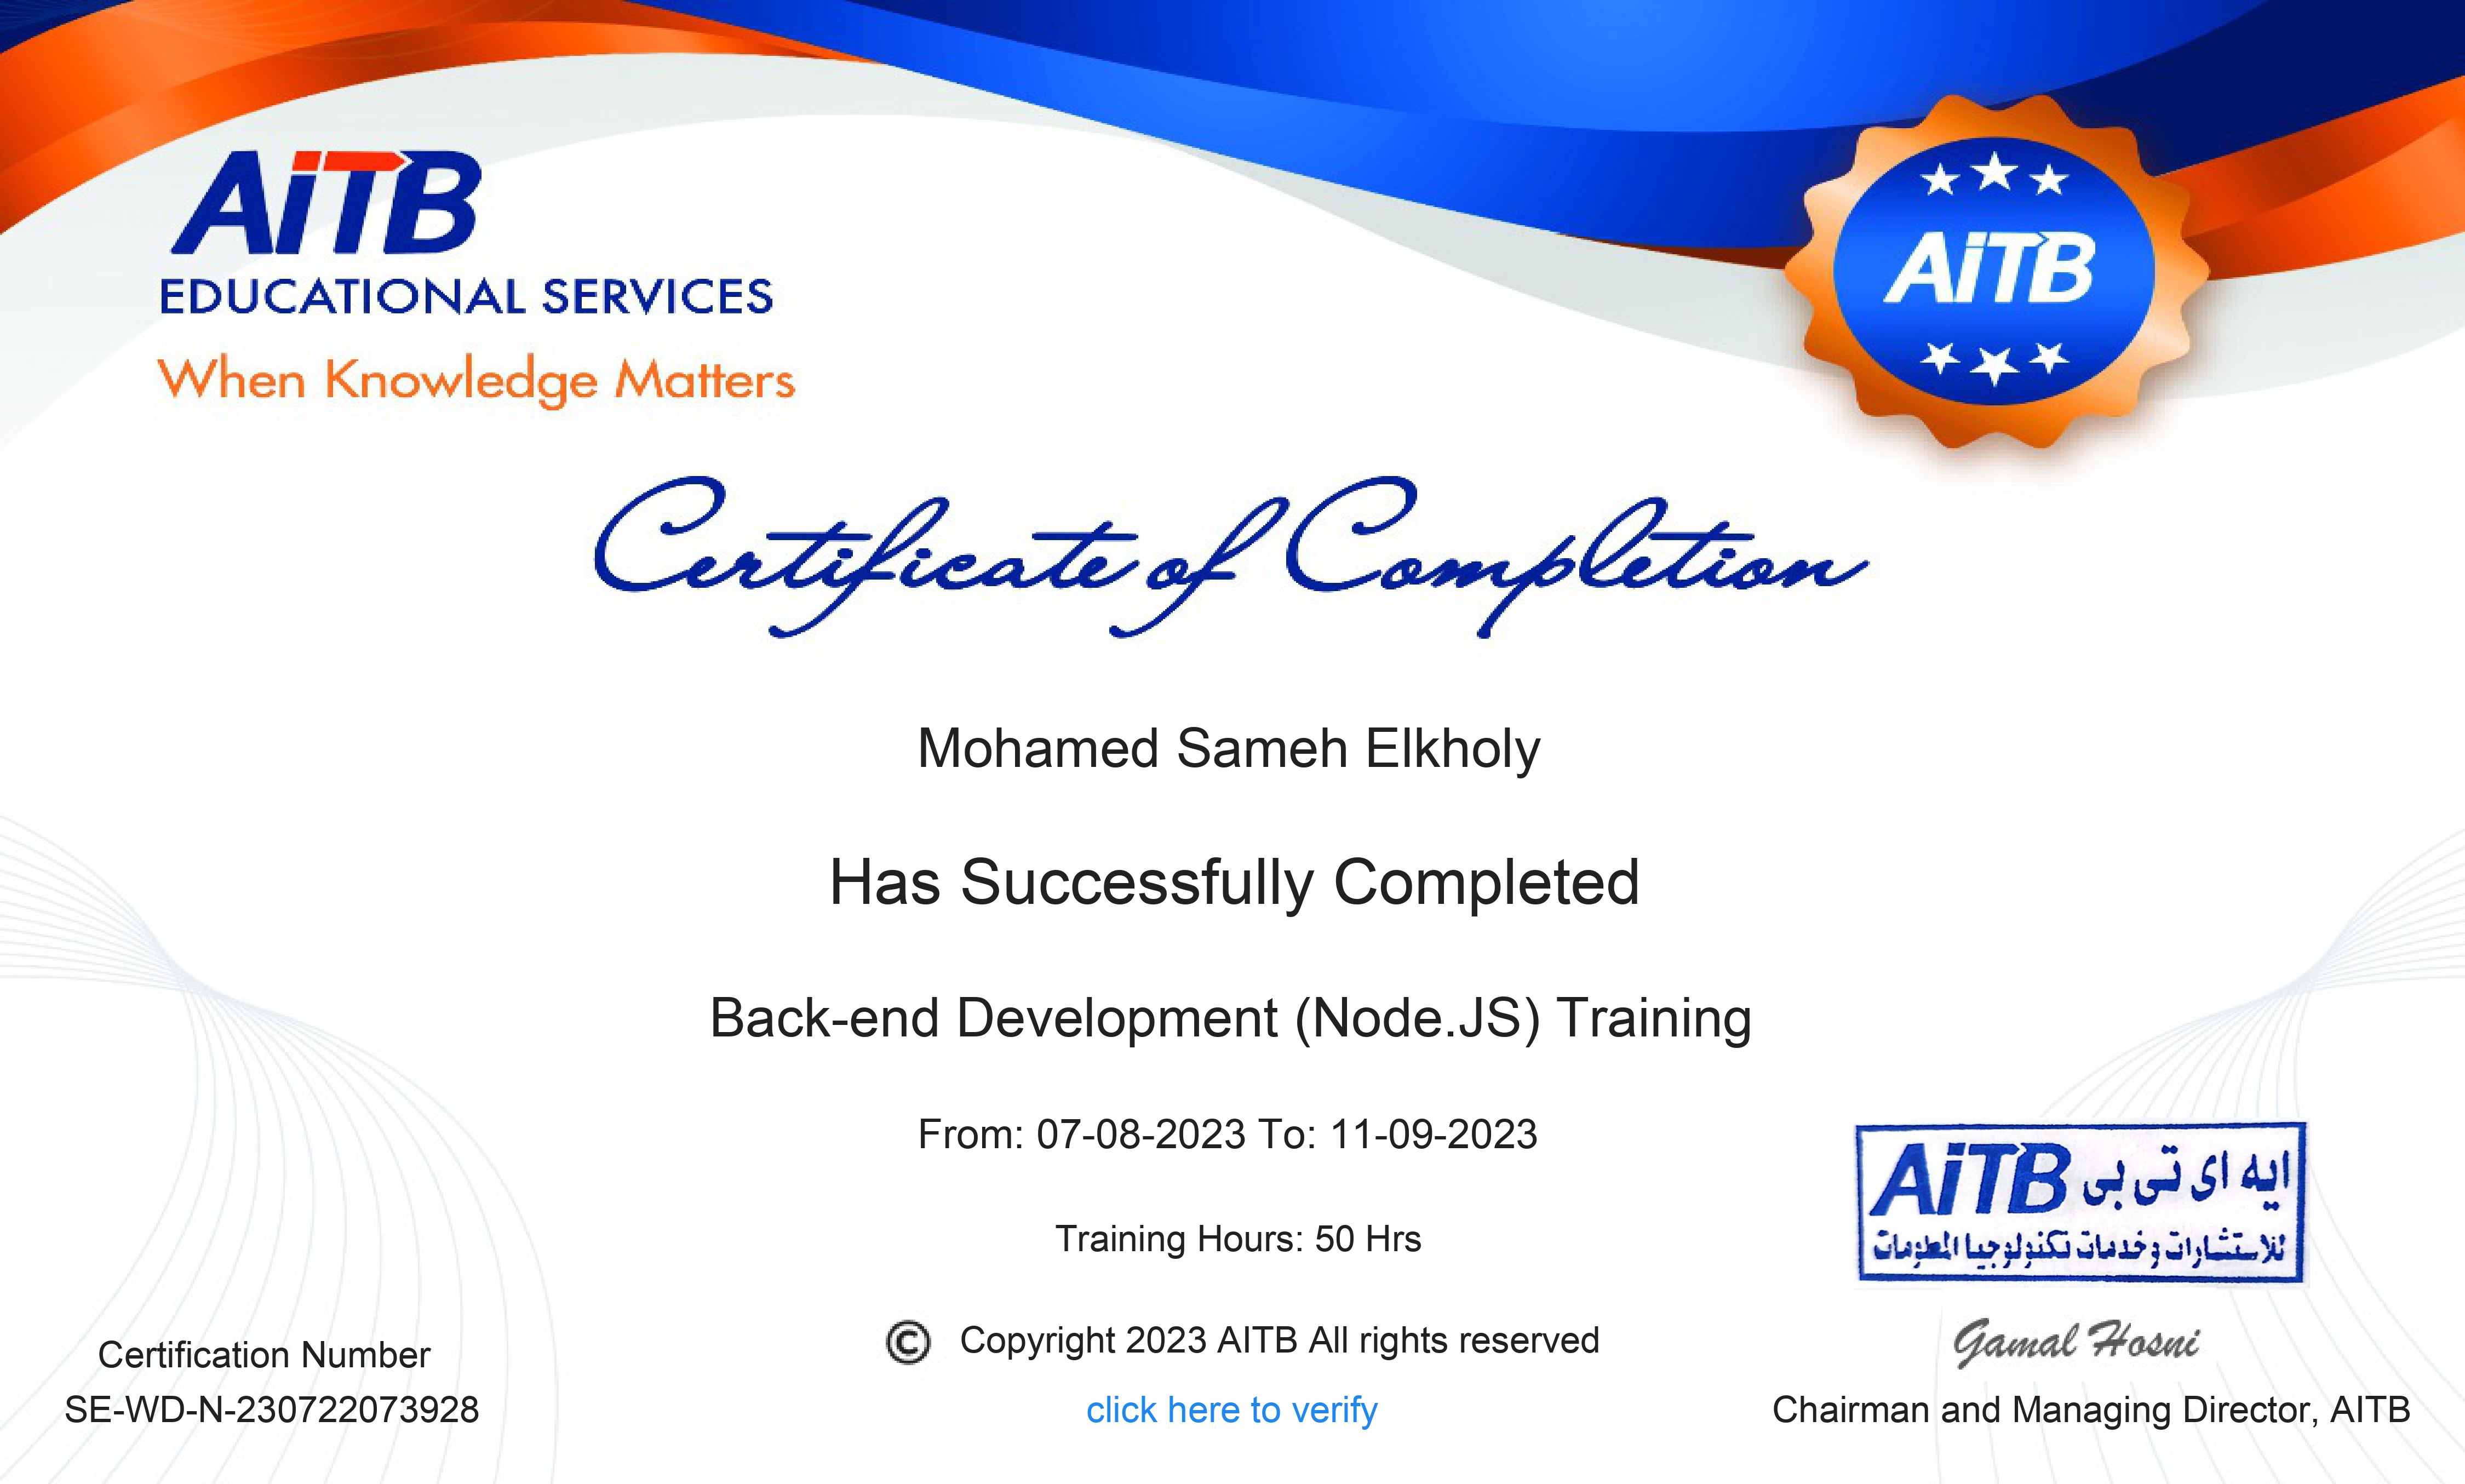 AiTB
EDUCATIONAL SERVICES
When Knowledge Matters
AiTB
Certificate of Completion
Mohamed Sameh Elkholy
Has Successfully Completed
Back-end Development (Node.JS) Training
From: 07-08-2023 To: 11-09-2023
Training Hours: 50 Hrs
AiTB ايه اى تى بى
للاستشارات وخدمات تكنولوجيا المعلومات
© Copyright 2023 AITB All rights reserved
click here to verify
Certification Number
SE-WD-N-230722073928
Gamal Hosni
Chairman and Managing Director, AITB